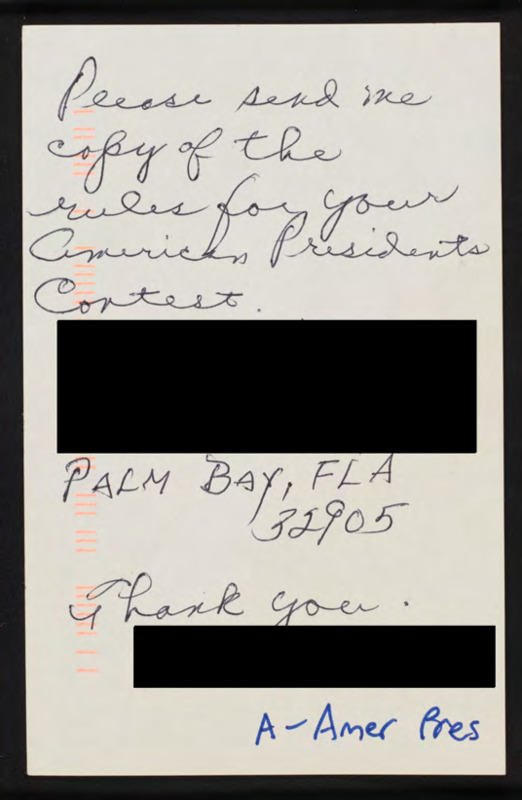 Please send me
copy of the
rules for your
American Presidents
Contest.
PALM BAY, FLA
32905
Thank you.
A-Amer Pres